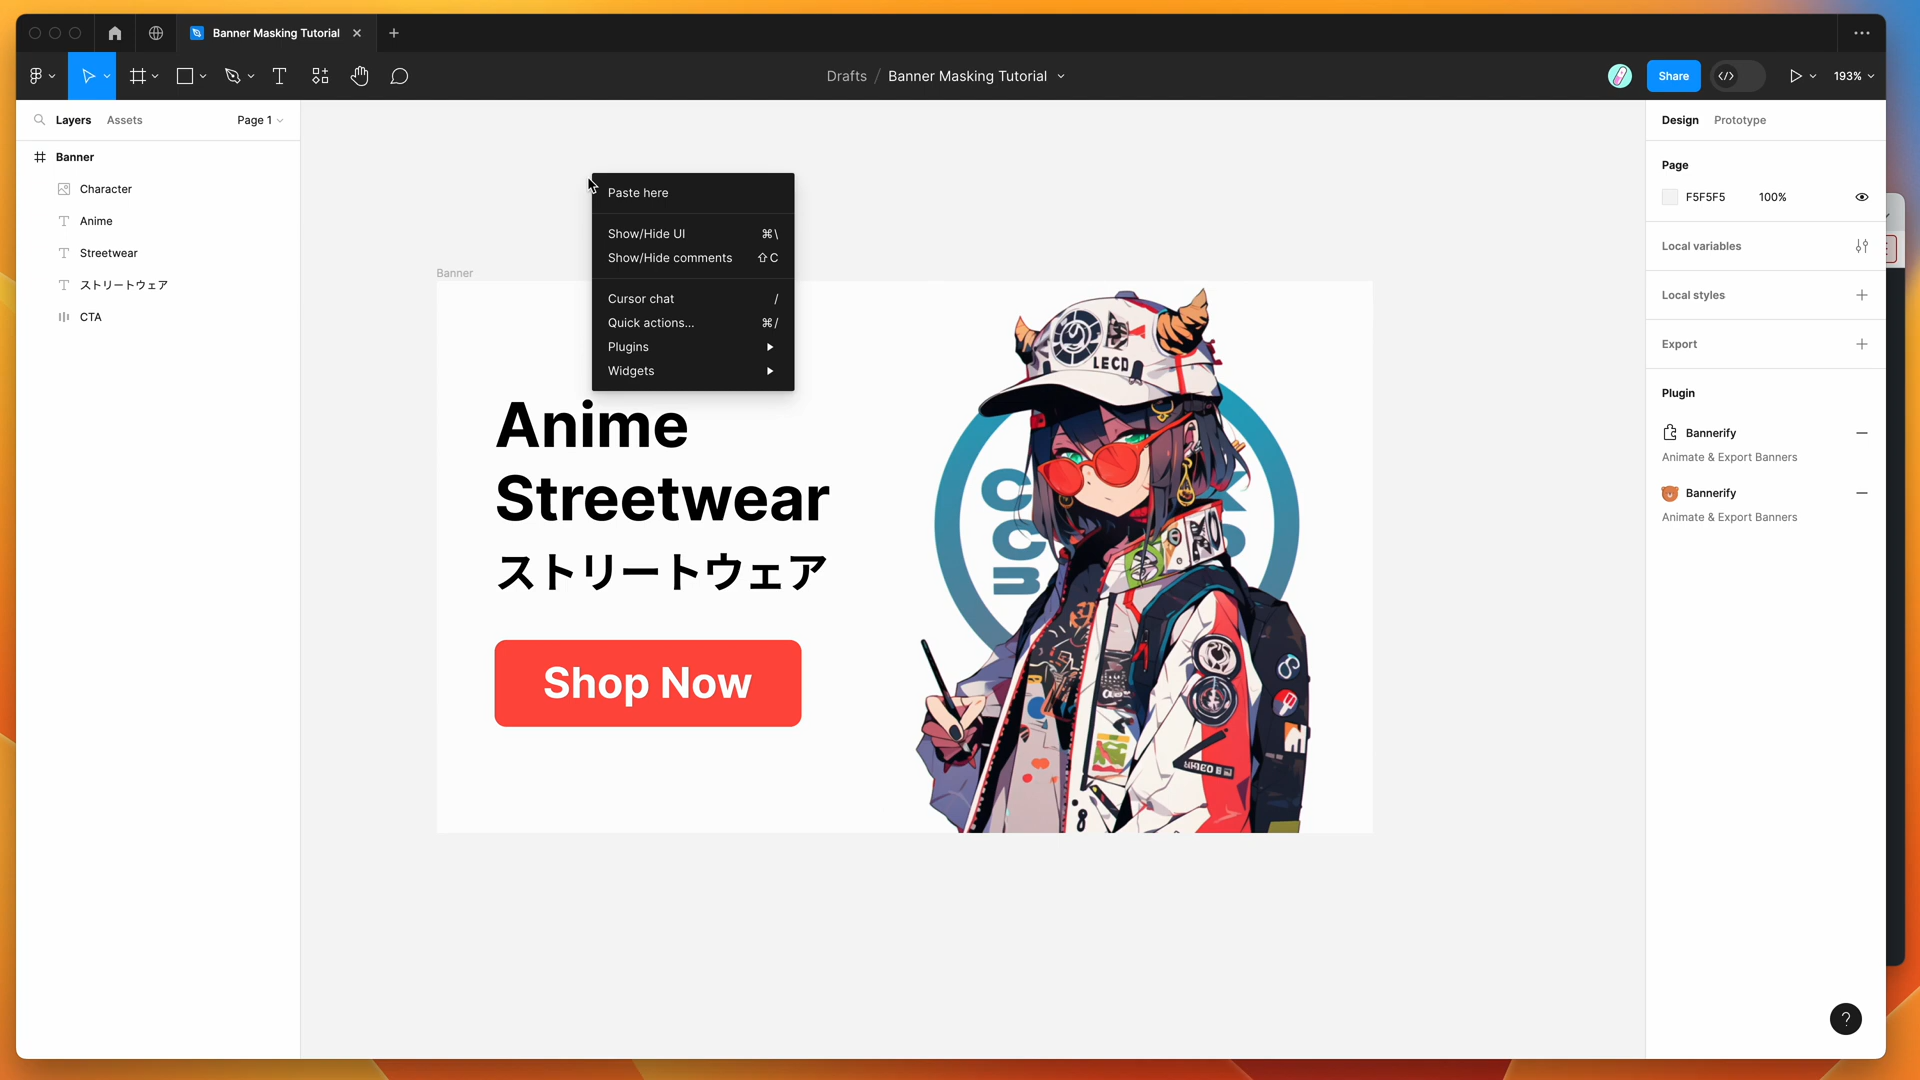 Banner Masking Tutorial
Drafts / Banner Masking Tutorial
Share
193%
Layers
Assets
Page 1
Banner
Character
Anime
Streetwear
ストリートウェア
CTA
Paste here
Show/Hide UI ⌘\
Show/Hide comments ⇧C
Cursor chat /
Quick actions... ⌘/
Plugins
Widgets
Banner
Anime
Streetwear
ストリートウェア
Shop Now
LECD
Design
Prototype
Page
F5F5F5 100%
Local variables
Local styles
Export
Plugin
Bannerify
Animate & Export Banners
Bannerify
Animate & Export Banners
?